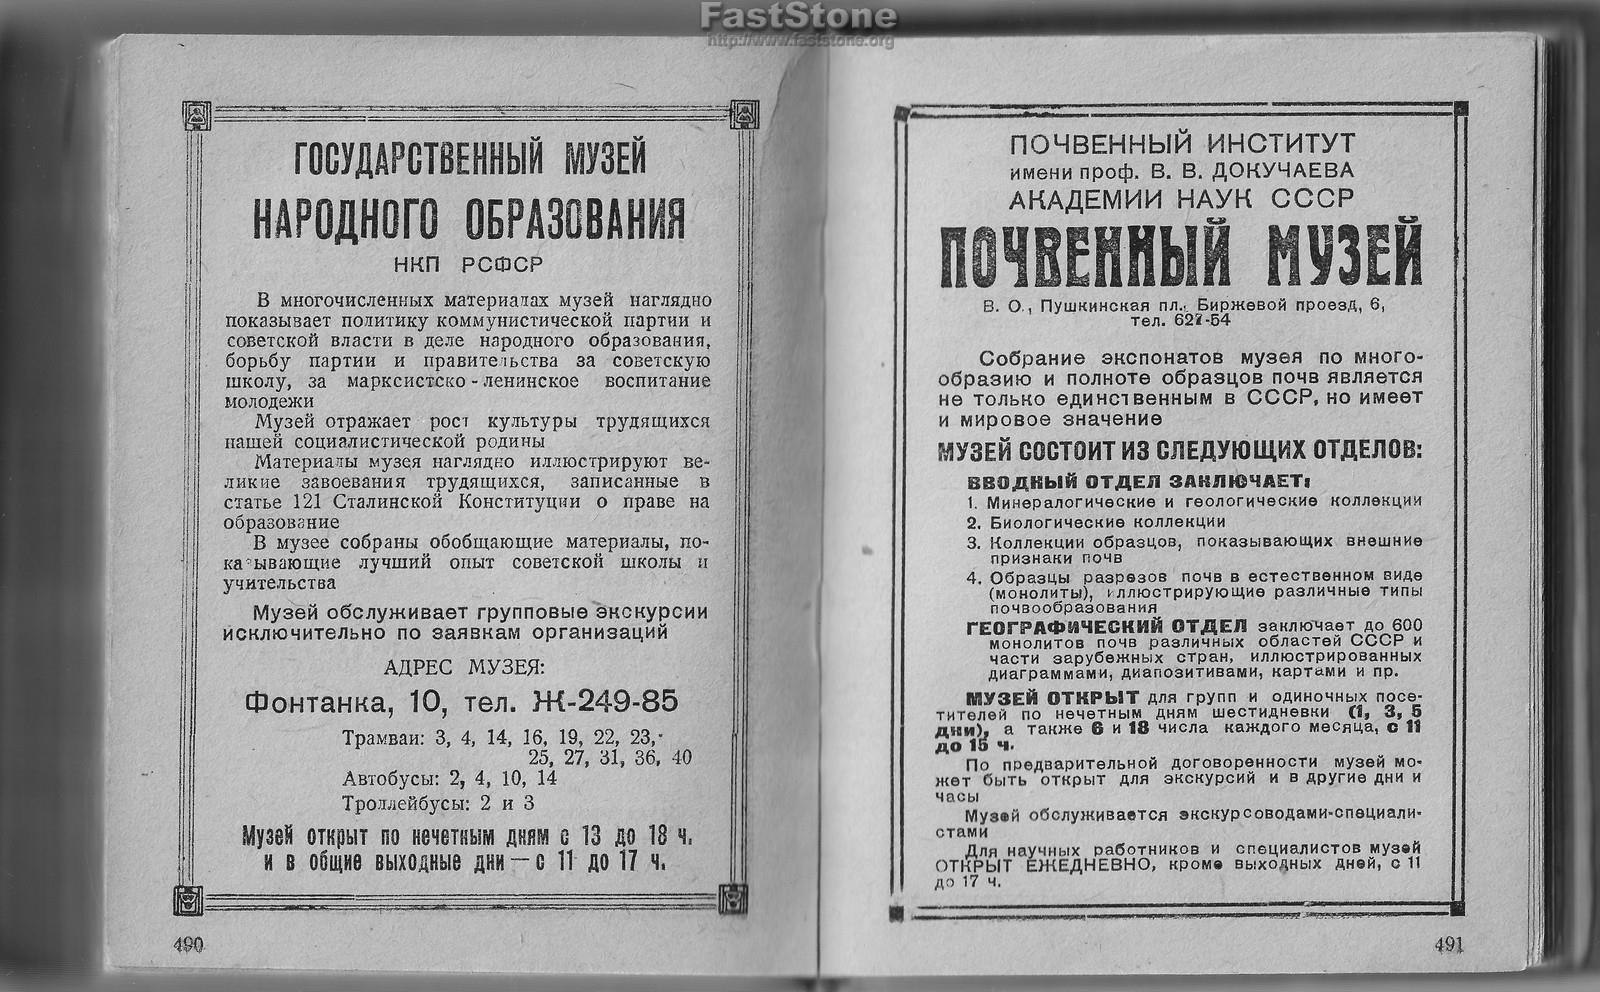 FastStone
http://www.faststone.org
ГОСУДАРСТВЕННЫЙ МУЗЕЙ
НАРОДНОГО ОБРАЗОВАНИЯ
НКП РСФСР
В многочисленных материалах музей наглядно
показывает политику коммунистической партии и
советской власти в деле народного образования,
борьбу партии и правительства за советскую
школу, за марксистско-ленинское воспитание
молодежи
Музей отражает рост культуры трудящихся
нашей социалистической родины
Материалы музея наглядно иллюстрируют ве-
ликие завоевания трудящихся, записанные в
статье 121 Сталинской Конституции о праве на
образование
В музее собраны обобщающие материалы, по-
казывающие лучший опыт советской школы и
учительства
Музей обслуживает групповые экскурсии
исключительно по заявкам организаций
АДРЕС МУЗЕЯ:
Фонтанка, 10, тел. Ж-249-85
Трамваи: 3, 4, 14, 16, 19, 22, 23,
25, 27, 31, 36, 40
Автобусы: 2, 4, 10, 14
Троллейбусы: 2 и 3
Музей открыт по нечетным дням с 13 до 18 ч.
и в общие выходные дни — с 11 до 17 ч.
490
ПОЧВЕННЫЙ ИНСТИТУТ
имени проф. В. В. ДОКУЧАЕВА
АКАДЕМИИ НАУК СССР
ПОЧВЕННЫЙ МУЗЕЙ
В. О., Пушкинская пл., Биржевой проезд, 6,
тел.
Собрание экспонатов музея по много-
образию и полноте образцов почв является
не только единственным в СССР, но имеет
и мировое значение
МУЗЕЙ СОСТОИТ ИЗ СЛЕДУЮЩИХ ОТДЕЛОВ:
ВВОДНЫЙ ОТДЕЛ ЗАКЛЮЧАЕТ:
1. Минералогические и геологические коллекции
2. Биологические коллекции
3. Коллекции образцов, показывающих внешние
признаки почв
4. Образцы разрезов почв в естественном виде
(монолиты), иллюстрирующие различные типы
почвообразования
ГЕОГРАФИЧЕСКИЙ ОТДЕЛ заключает до 600
монолитов почв различных областей СССР и
части зарубежных стран, иллюстрированных
диаграммами, диапозитивами, картами и пр.
МУЗЕЙ ОТКРЫТ для групп и одиночных посе-
тителей по нечетным дням шестидневки (1, 3, 5
дни), а также 6 и 18 числа каждого месяца, с 11
до 15 ч.
По предварительной договоренности музей мо-
жет быть открыт для экскурсий и в другие дни и
часы
Музей обслуживается экскурсоводами-специали-
стами
Для научных работников и специалистов музей
ОТКРЫТ ЕЖЕДНЕВНО, кроме выходных дней, с 11
до 17 ч.
491